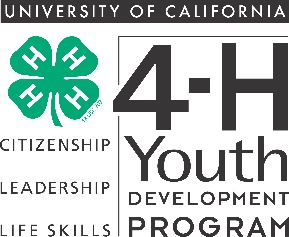 UNIVERSITY OF CALIFORNIA
H H
H H
CITIZENSHIP
LEADERSHIP
LIFE SKILLS
4-H
Youth
DEVELOPMENT
PROGRAM